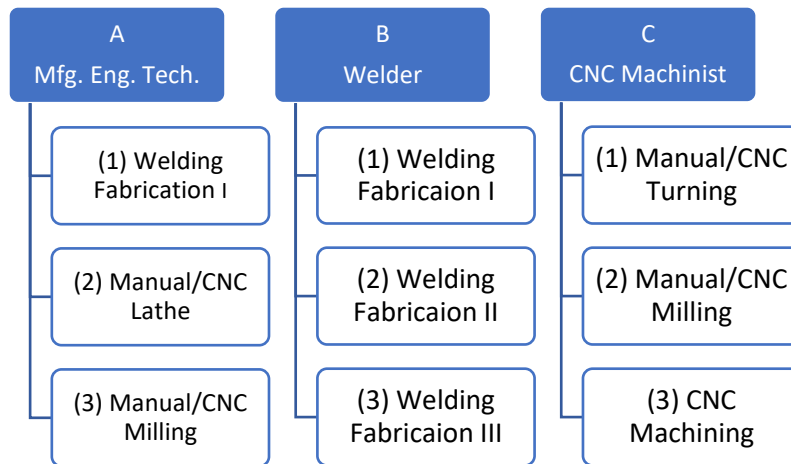 A
Mfg. Eng. Tech.
(1) Welding
Fabrication I
(2) Manual/CNC
Lathe
(3) Manual/CNC
Milling
B
Welder
(1) Welding
Fabricaion I
(2) Welding
Fabricaion II
(3) Welding
Fabricaion III
C
CNC Machinist
(1) Manual/CNC
Turning
(2) Manual/CNC
Milling
(3) CNC
Machining